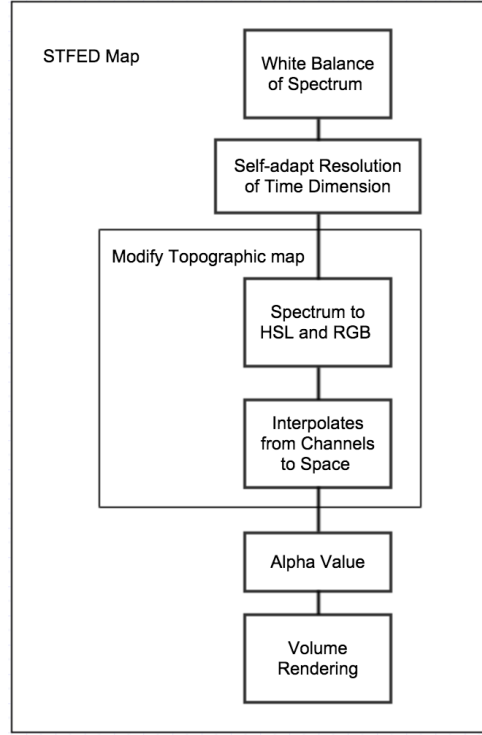 STFED Map
White Balance
of Spectrum
Self-adapt Resolution
of Time Dimension
Modify Topographic map
Spectrum to
HSL and RGB
Interpolates
from Channels
to Space
Alpha Value
Volume
Rendering